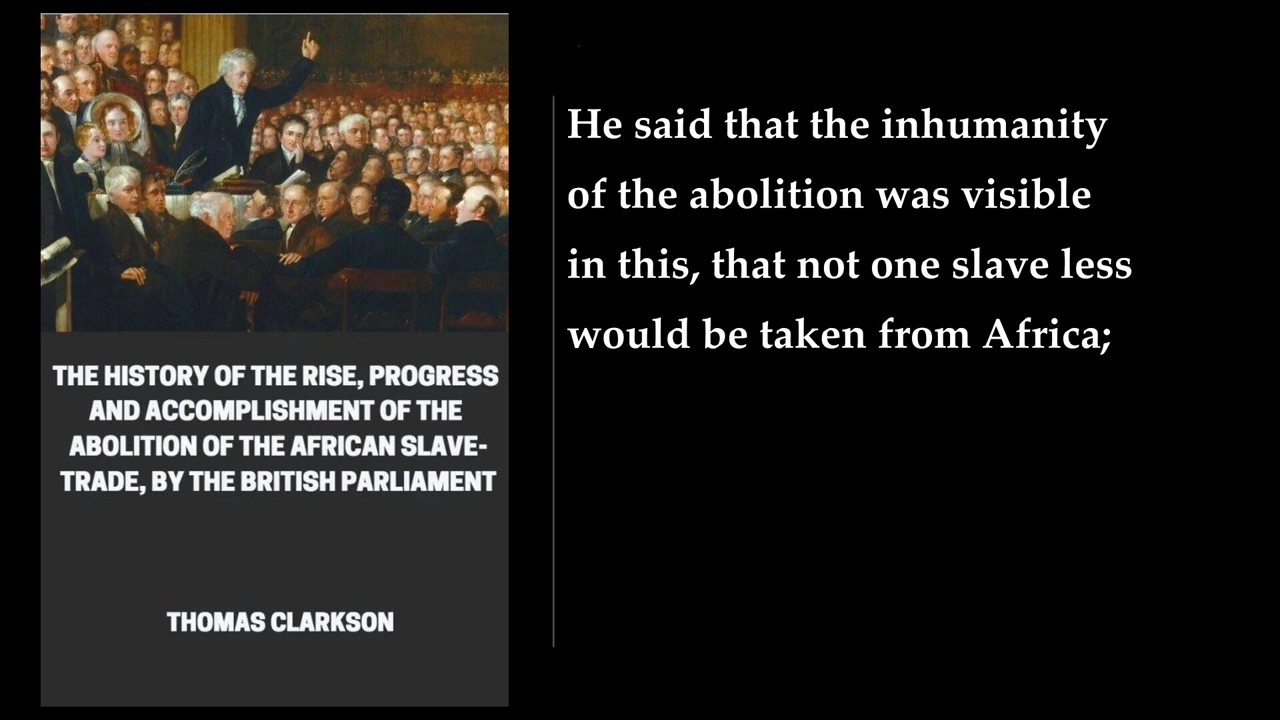 THE HISTORY OF THE RISE, PROGRESS
AND ACCOMPLISHMENT OF THE
ABOLITION OF THE AFRICAN SLAVE-
TRADE, BY THE BRITISH PARLIAMENT
THOMAS CLARKSON
He said that the inhumanity
of the abolition was visible
in this, that not one slave less
would be taken from Africa;